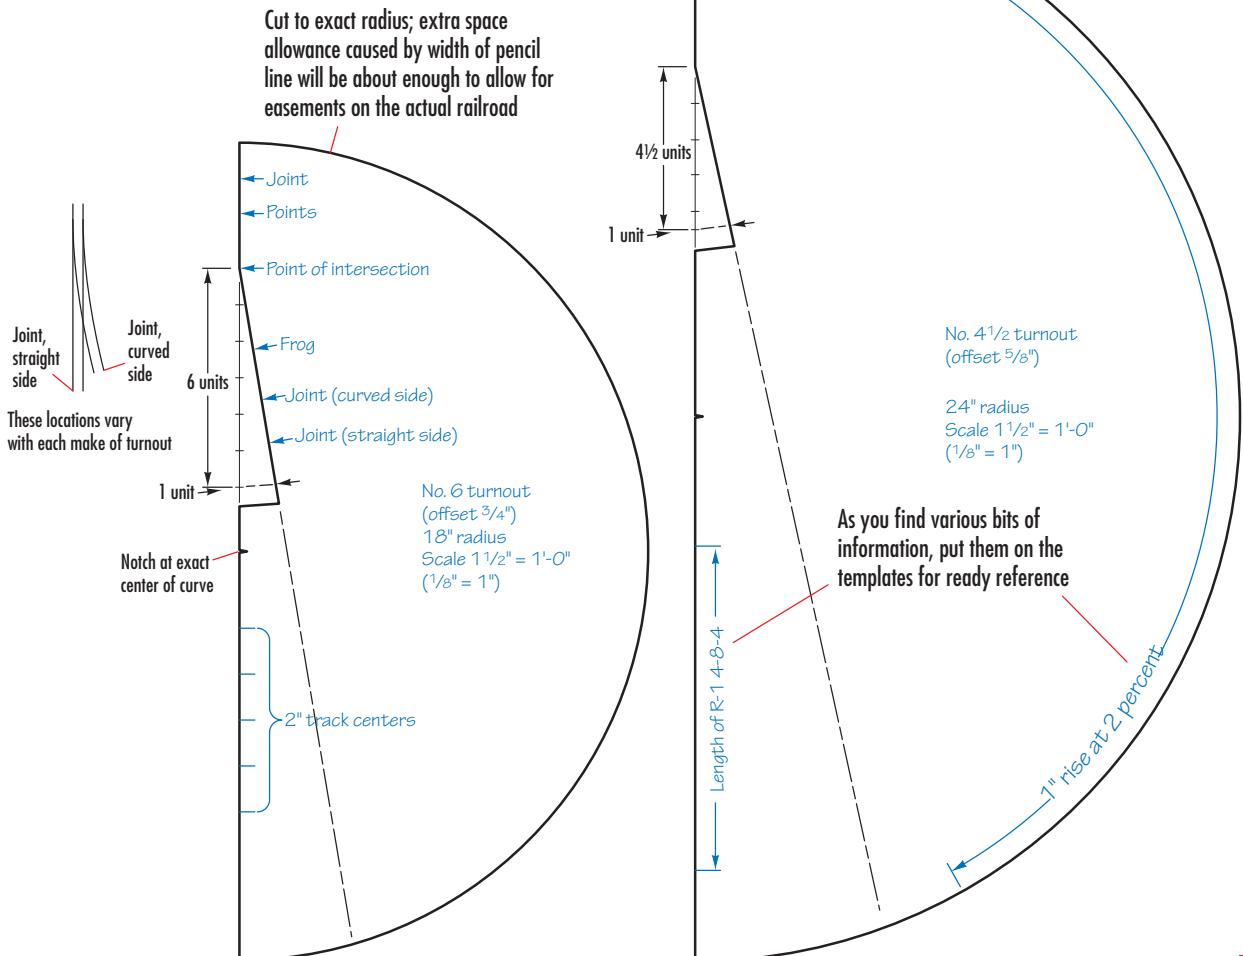 Cut to exact radius; extra space
allowance caused by width of pencil
line will be about enough to allow for
easements on the actual railroad
Joint
Points
Point of intersection
Frog
6 units
Joint (curved side)
Joint (straight side)
1 unit
Joint,
straight
side
Joint,
curved
side
These locations vary
with each make of turnout
No. 6 turnout
(offset 3/4")
18" radius
Scale 1 1/2" = 1'-0"
(1/8" = 1")
Notch at exact
center of curve
2" track centers
4½ units
1 unit
No. 4 1/2 turnout
(offset 5/8")
24" radius
Scale 1 1/2" = 1'-0"
(1/8" = 1")
As you find various bits of
information, put them on the
templates for ready reference
Length of R-1 4-8-4
1" rise at 2 percent